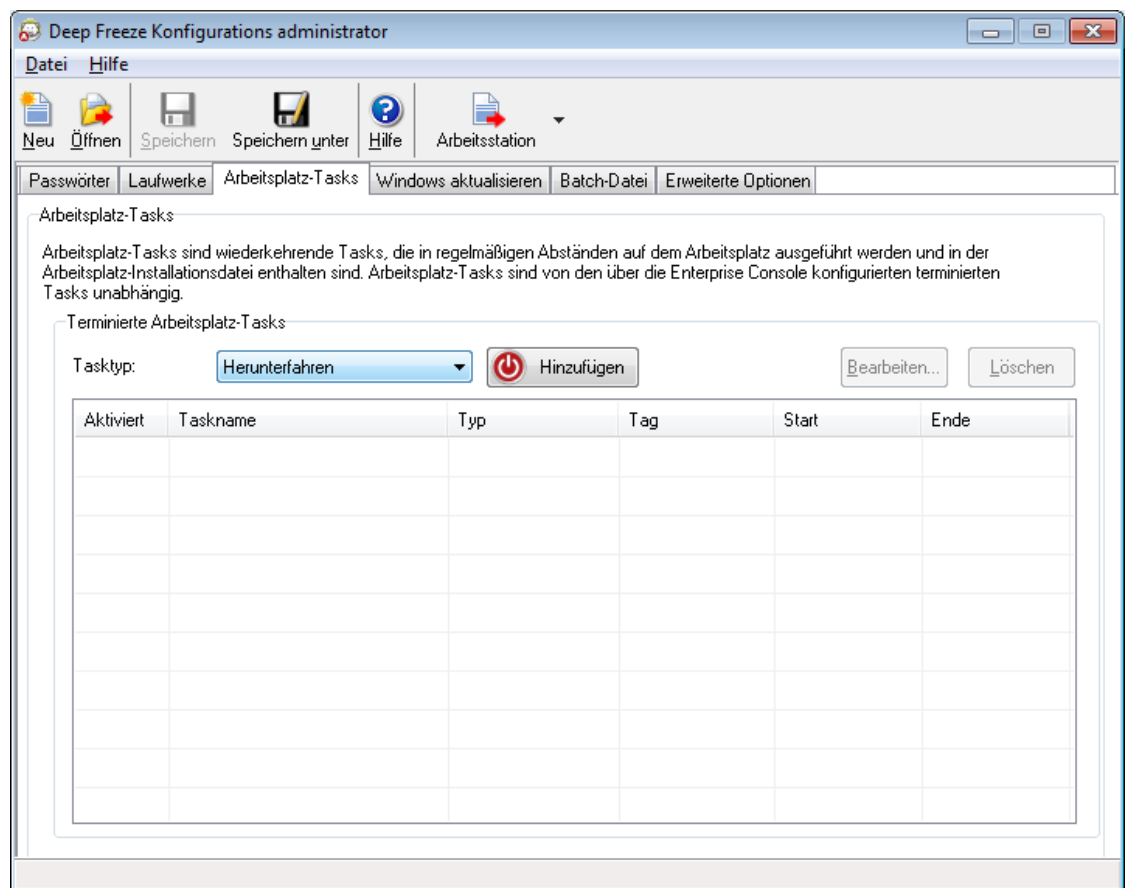 Deep Freeze Konfigurations administrator
Datei Hilfe
Neu Öffnen Speichern Speichern unter Hilfe Arbeitsstation
Passwörter Laufwerke Arbeitsplatz-Tasks Windows aktualisieren Batch-Datei Erweiterte Optionen
Arbeitsplatz-Tasks
Arbeitsplatz-Tasks sind wiederkehrende Tasks, die in regelmäßigen Abständen auf dem Arbeitsplatz ausgeführt werden und in der
Arbeitsplatz-Installationsdatei enthalten sind. Arbeitsplatz-Tasks sind von den über die Enterprise Console konfigurierten terminierten
Tasks unabhängig.
Terminierte Arbeitsplatz-Tasks
Tasktyp: Herunterfahren Hinzufügen Bearbeiten... Löschen
Aktiviert Taskname Typ Tag Start Ende